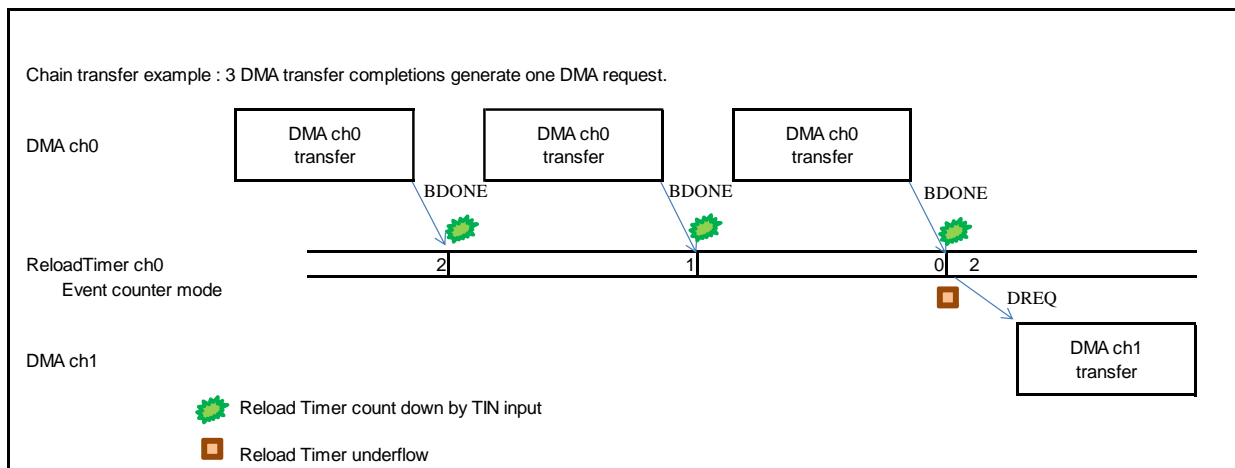 Chain transfer example : 3 DMA transfer completions generate one DMA request.
DMA ch0
DMA ch0
transfer
DMA ch0
transfer
DMA ch0
transfer
BDONE
BDONE
BDONE
ReloadTimer ch0
Event counter mode
2
1
0
2
DREQ
DMA ch1
DMA ch1
transfer
Reload Timer count down by TIN input
Reload Timer underflow